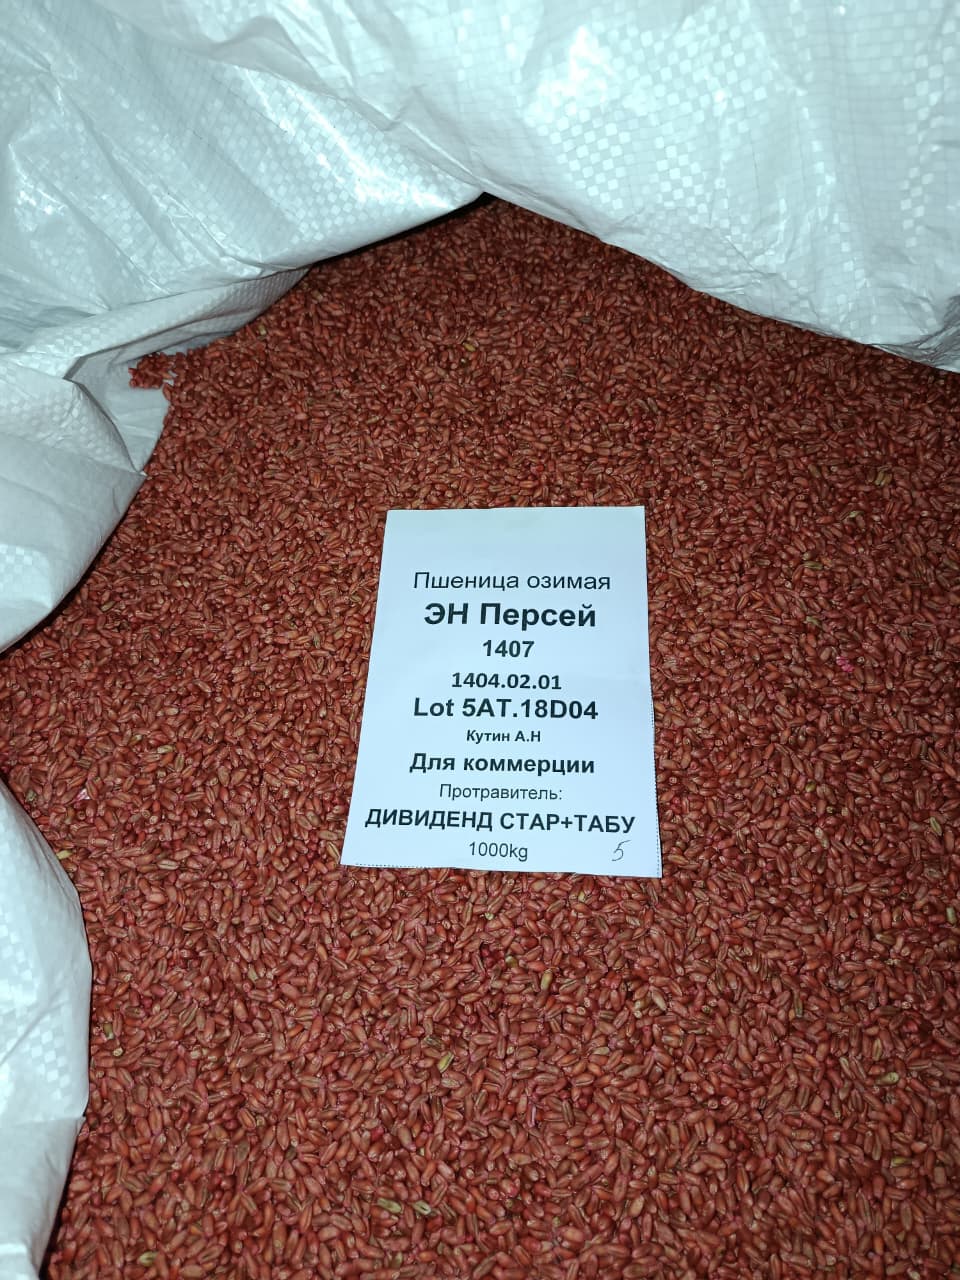 Пшеница озимая
ЭН Персей
1407
1404.02.01
Lot 5AT.18D04
Кутин А.Н
Для коммерции
Протравитель:
ДИВИДЕНД СТАР+ТАБУ
1000kg 5